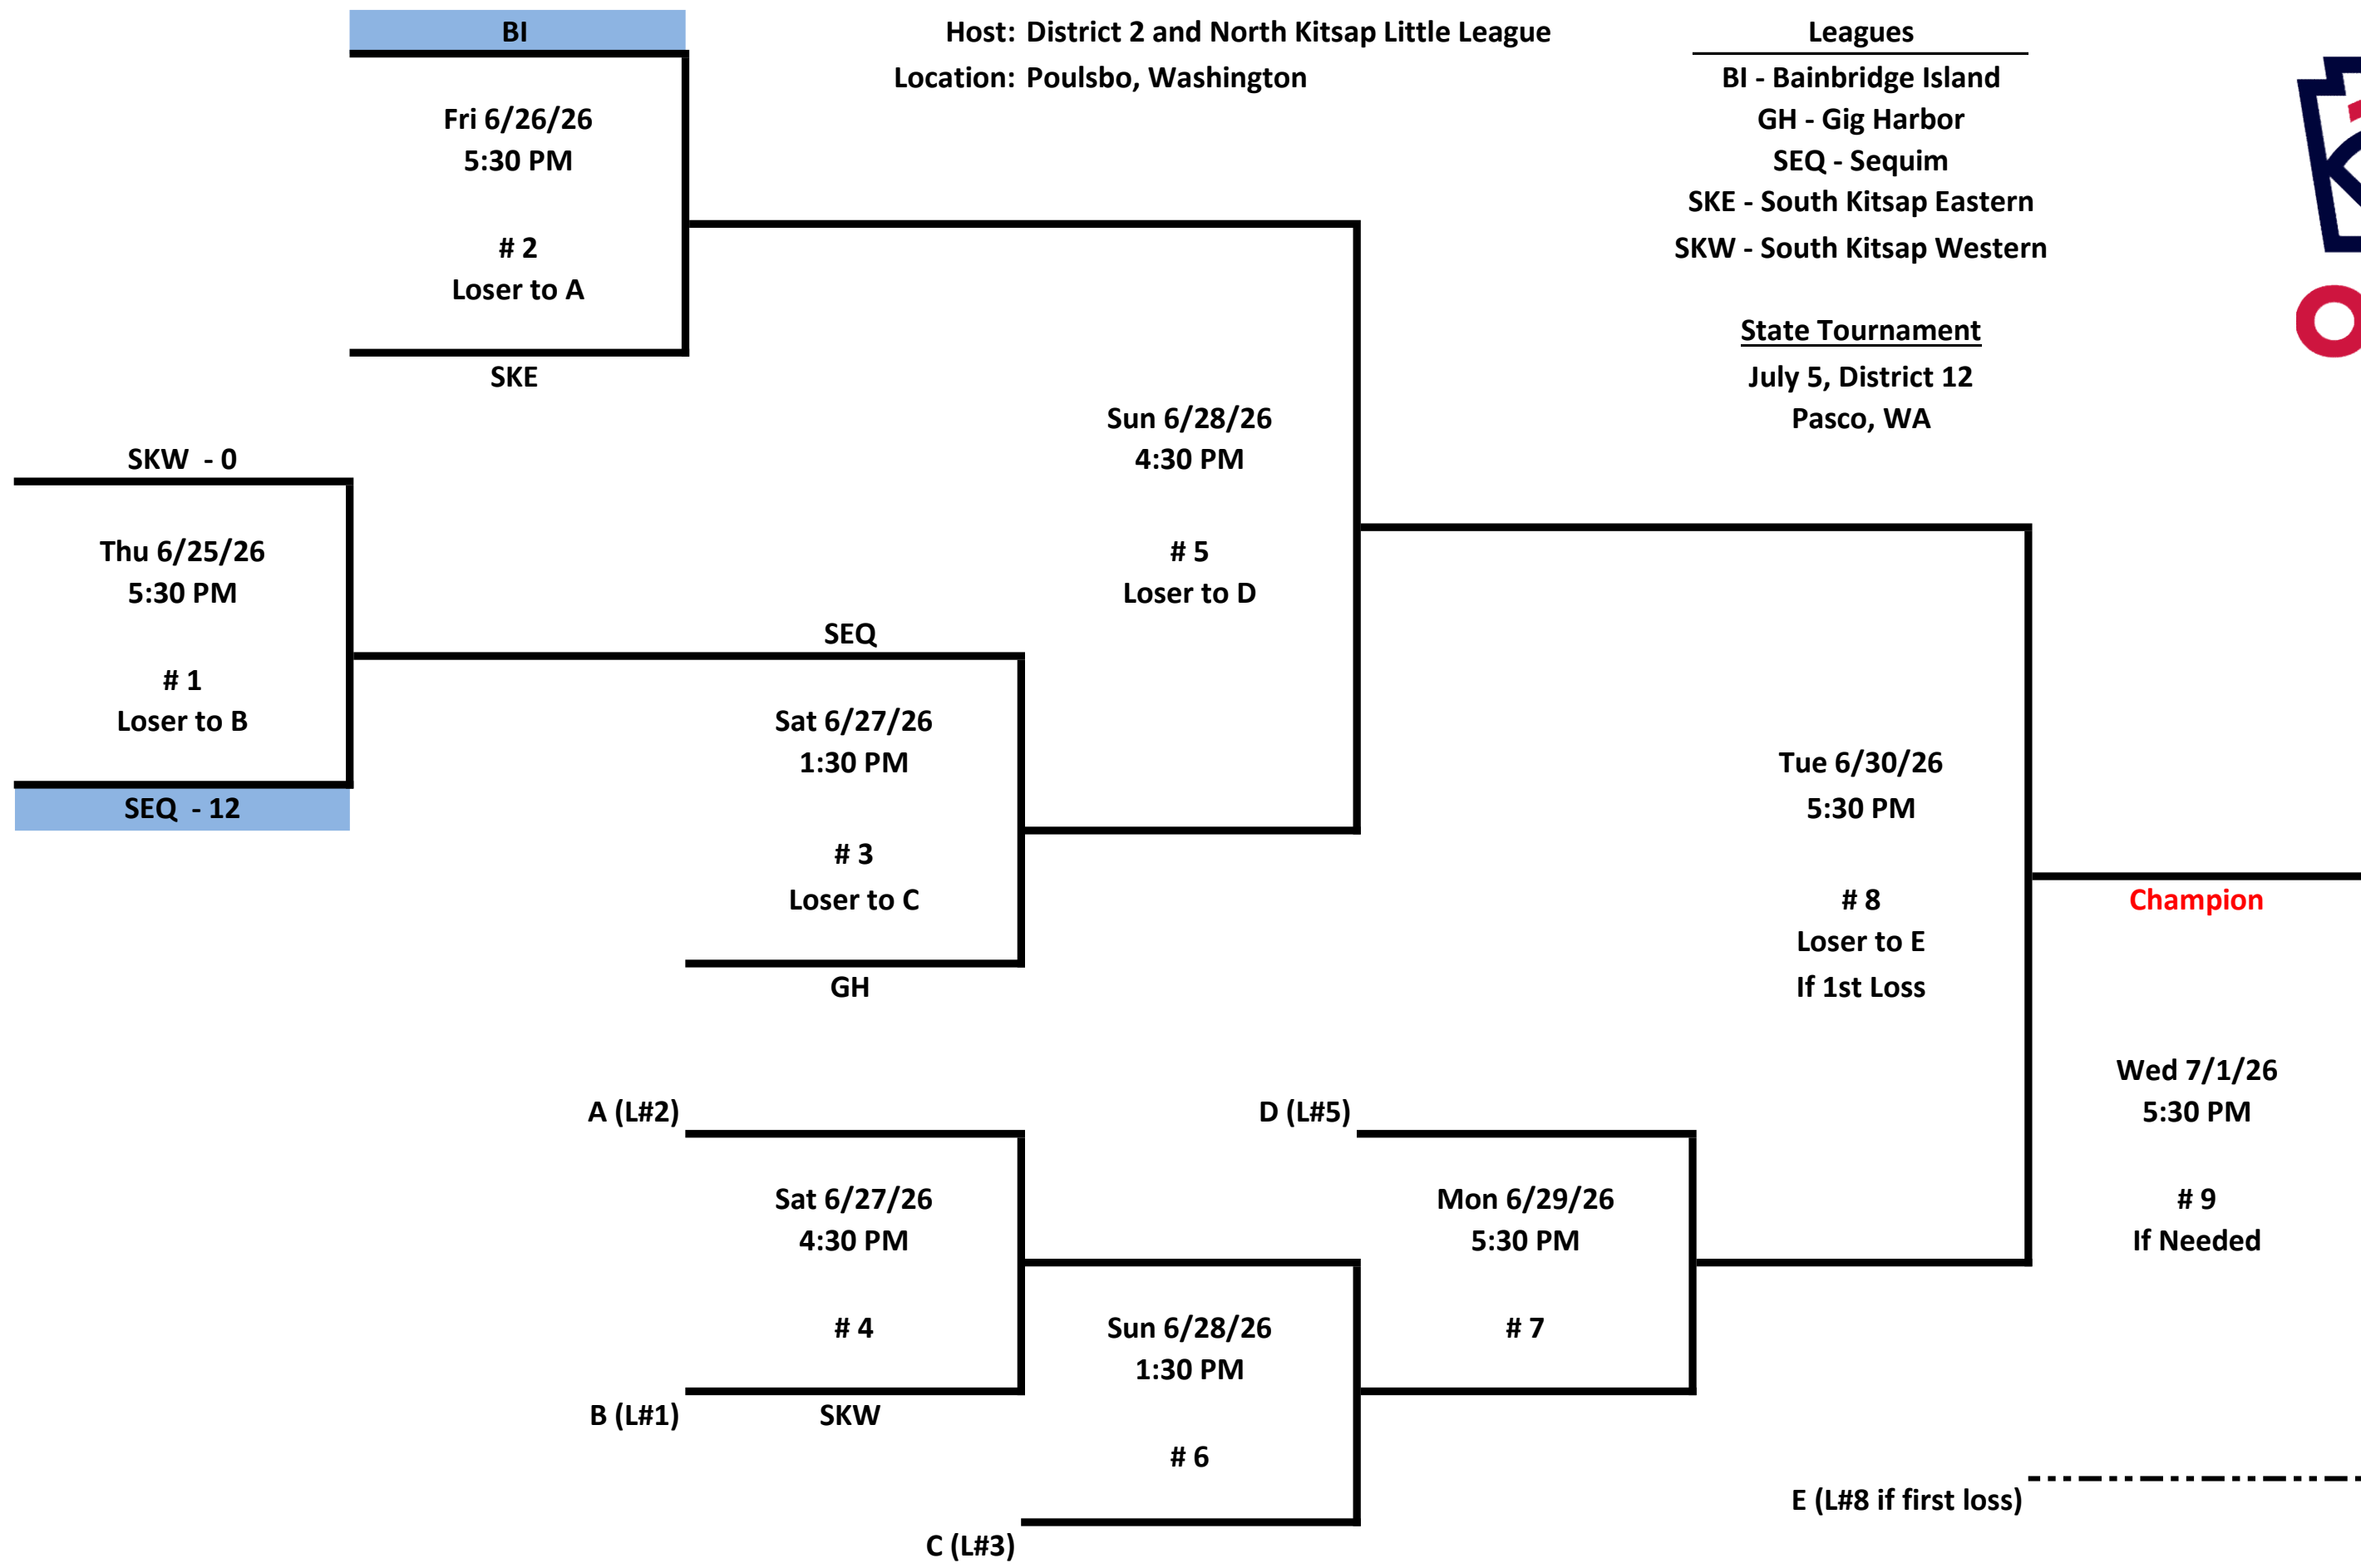 BI
Host: District 2 and North Kitsap Little League
Location: Poulsbo, Washington
Leagues
BI - Bainbridge Island
GH - Gig Harbor
SEQ - Sequim
SKE - South Kitsap Eastern
SKW - South Kitsap Western
State Tournament
July 5, District 12
Pasco, WA
Fri 6/26/26
5:30 PM
# 2
Loser to A
SKE
SKW - 0
Thu 6/25/26
5:30 PM
# 1
Loser to B
SEQ - 12
Sun 6/28/26
4:30 PM
# 5
Loser to D
SEQ
Sat 6/27/26
1:30 PM
# 3
Loser to C
GH
Tue 6/30/26
5:30 PM
# 8
Loser to E
If 1st Loss
Champion
Wed 7/1/26
5:30 PM
# 9
If Needed
A (L#2)
Sat 6/27/26
4:30 PM
# 4
B (L#1)
SKW
D (L#5)
Mon 6/29/26
5:30 PM
# 7
Sun 6/28/26
1:30 PM
# 6
C (L#3)
E (L#8 if first loss)